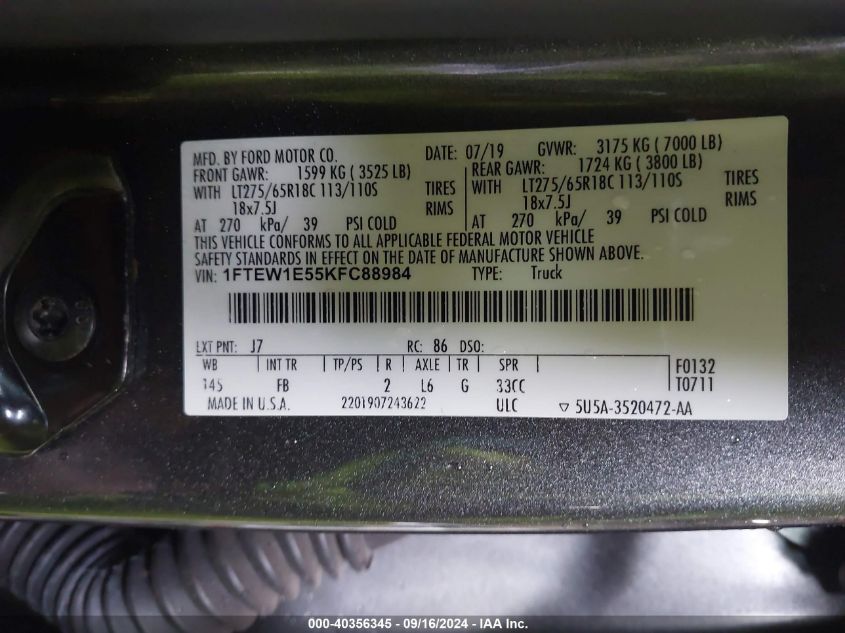 MFD. BY FORD MOTOR CO. DATE: 07/19 GVWR: 3175 KG ( 7000 LB)
FRONT GAWR: 1599 KG ( 3525 LB) REAR GAWR: 1724 KG ( 3800 LB)
WITH LT275/65R18C 113/110S TIRES WITH LT275/65R18C 113/110S TIRES
18x7.5J RIMS 18x7.5J RIMS
AT 270 kPa/ 39 PSI COLD AT 270 kPa/ 39 PSI COLD
THIS VEHICLE CONFORMS TO ALL APPLICABLE FEDERAL MOTOR VEHICLE
SAFETY STANDARDS IN EFFECT ON THE DATE OF MANUFACTURE SHOWN ABOVE.
VIN: 1FTEW1E55KFC88984 TYPE: Truck
EXT PNT: J7 RC: 86 DSO:
WB INT TR TP/PS R AXLE TR SPR F0132
145 FB 2 L6 G 33CC T0711
MADE IN U.S.A. 2201907243622 ULC ▽ 5U5A-3520472-AA
000-40356345 - 09/16/2024 - IAA Inc.